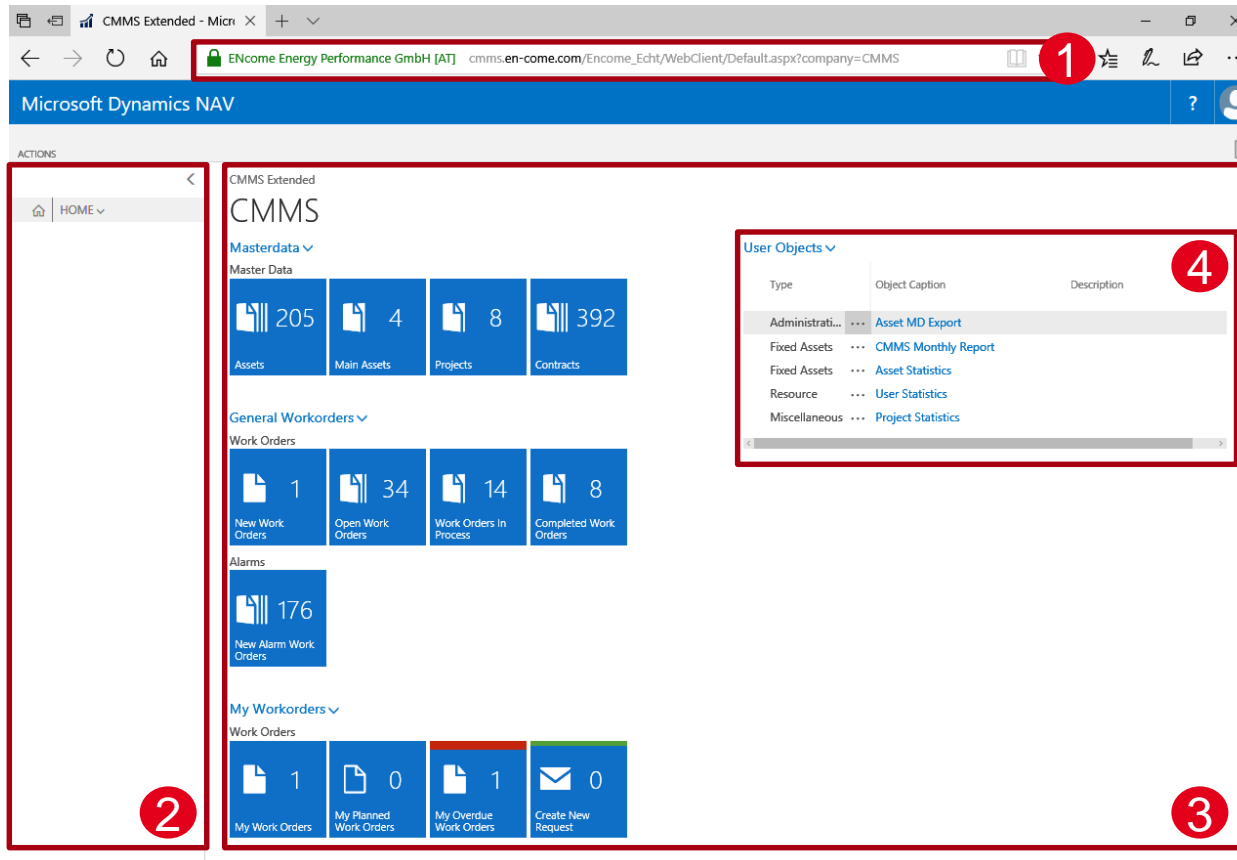 CMMS Extended - Micr
ENcome Energy Performance GmbH [AT] cmms.en-come.com/Encome_Echt/WebClient/Default.aspx?company=CMMS
1
Microsoft Dynamics NAV
?
ACTIONS
HOME
CMMS Extended
CMMS
Masterdata
Master Data
205
4
8
392
Assets
Main Assets
Projects
Contracts
User Objects
4
Type Object Caption Description
Administrati... ... Asset MD Export
Fixed Assets ... CMMS Monthly Report
Fixed Assets ... Asset Statistics
Resource ... User Statistics
Miscellaneous ... Project Statistics
General Workorders
Work Orders
1
34
14
8
New Work
Orders
Open Work
Orders
Work Orders In
Process
Completed Work
Orders
Alarms
176
New Alarm Work
Orders
My Workorders
Work Orders
1
0
1
0
My Work Orders
My Planned
Work Orders
My Overdue
Work Orders
Create New
Request
2
3